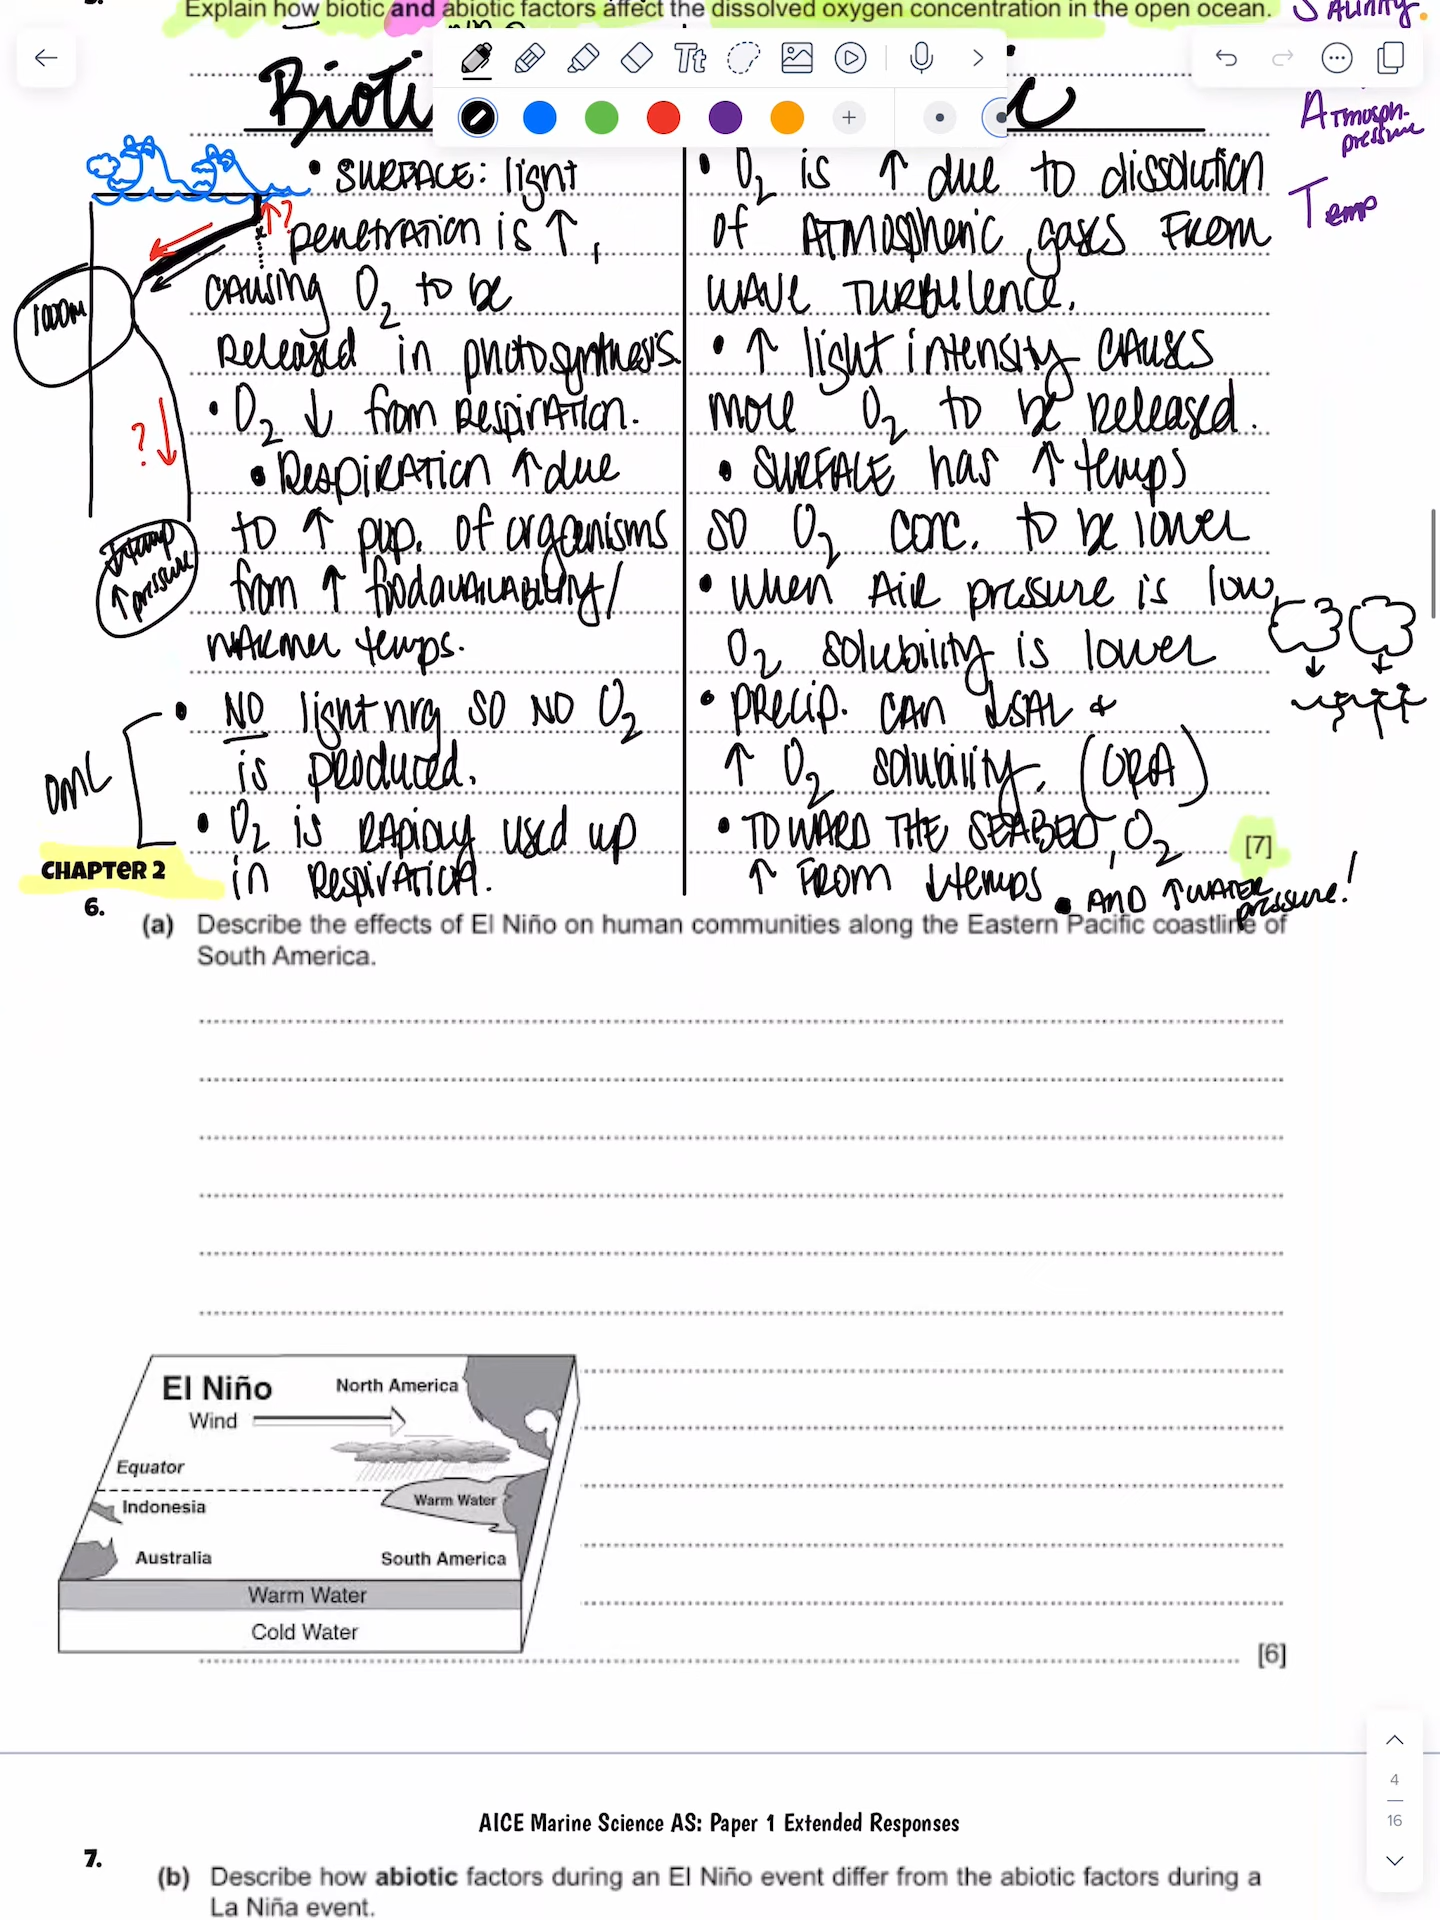 Explain how biotic and abiotic factors affect the dissolved oxygen concentration in the open ocean.
Salinity
Atmosph.
pressure
Temp
Tt
Bioti
c
• SURFACE: light
penetration is ↑,
causing O2 to be
released in photosynthesis.
• O2 ↓ from respiration.
• Respiration ↑ due
to ↑ pop. of organisms
from ↑ food availability/
warmer temps.
• NO light nrg so no O2
is produced.
• O2 is rapidly used up
in respiration.
?
1000m
?
↓temp
↑ pressure
OML
• O2 is ↑ due to dissolution
of atmospheric gases from
wave turbulence.
• ↑ light intensity causes
more O2 to be released.
• SURFACE has ↑ temps
so O2 conc. to be lower
• When air pressure is low,
O2 solubility is lower
• Precip. can ↓SAL &
↑ O2 solubility. (ORA)
• TOWARD THE SEABED, O2
↑ from ↓temps
• AND ↑WATER
pressure!
[7]
CHAPTER 2
6.
(a) Describe the effects of El Niño on human communities along the Eastern Pacific coastline of
South America.
El Niño
North America
Wind
Equator
Indonesia
Warm Water
Australia
South America
Warm Water
Cold Water
[6]
4
16
AICE Marine Science AS: Paper 1 Extended Responses
7.
(b) Describe how abiotic factors during an El Niño event differ from the abiotic factors during a
La Niña event.